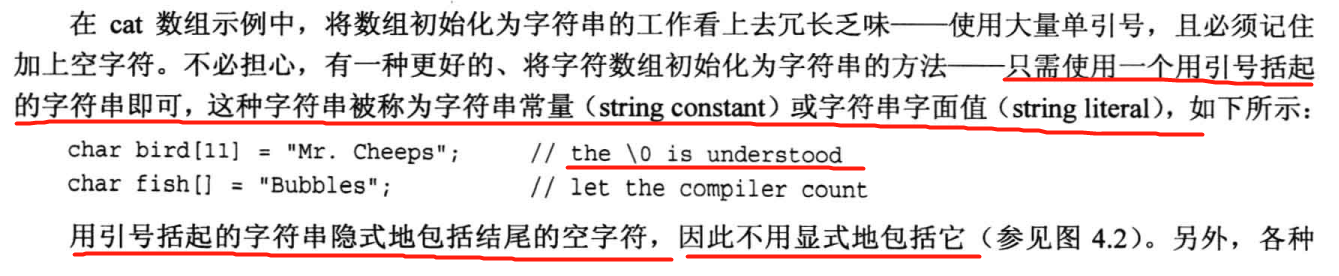 在 cat 数组示例中，将数组初始化为字符串的工作看上去冗长乏味——使用大量单引号，且必须记住
加上空字符。不必担心，有一种更好的、将字符数组初始化为字符串的方法——只需使用一个用引号括起
的字符串即可，这种字符串被称为字符串常量（string constant）或字符串字面值（string literal），如下所示：
char bird[11] = "Mr. Cheeps"; // the \0 is understood
char fish[] = "Bubbles"; // let the compiler count
用引号括起的字符串隐式地包括结尾的空字符，因此不用显式地包括它（参见图 4.2）。另外，各种